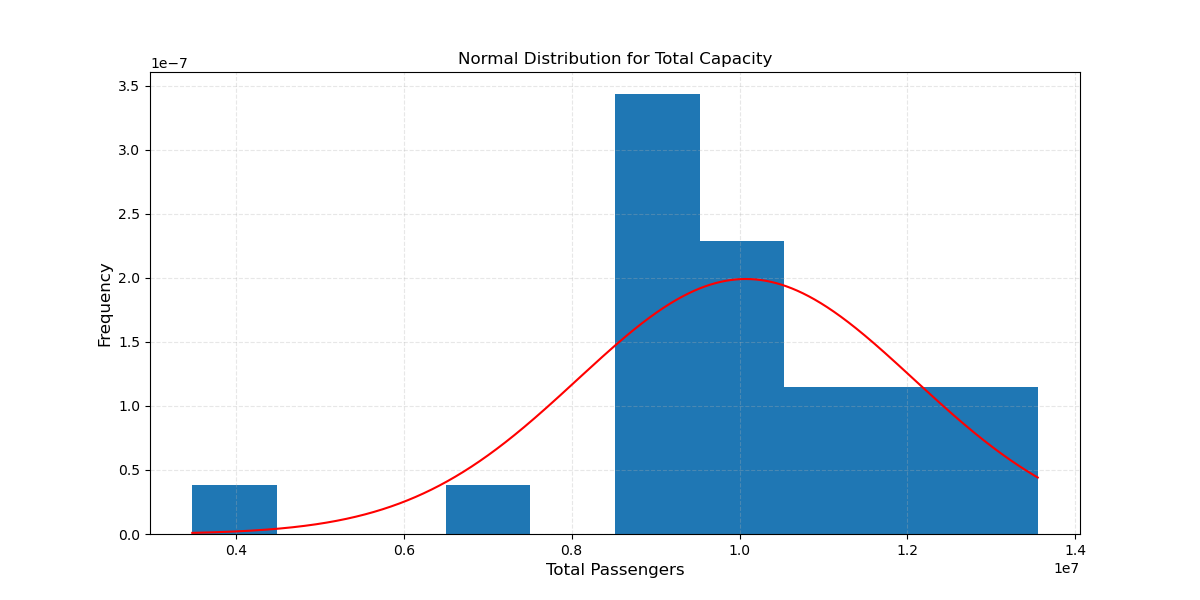 Normal Distribution for Total Capacity
1e−7
3.5
3.0
2.5
2.0
1.5
1.0
0.5
0.0
Frequency
0.4 0.6 0.8 1.0 1.2 1.4
1e7
Total Passengers